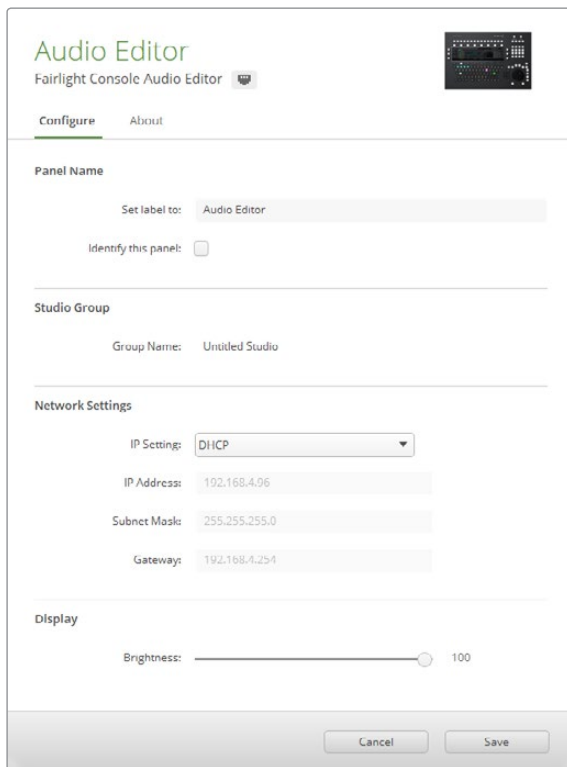 Audio Editor
Fairlight Console Audio Editor
Configure About
Panel Name
Set label to: Audio Editor
Identify this panel:
Studio Group
Group Name: Untitled Studio
Network Settings
IP Setting: DHCP
IP Address: 192.168.4.96
Subnet Mask: 255.255.255.0
Gateway: 192.168.4.254
Display
Brightness: 100
Cancel Save